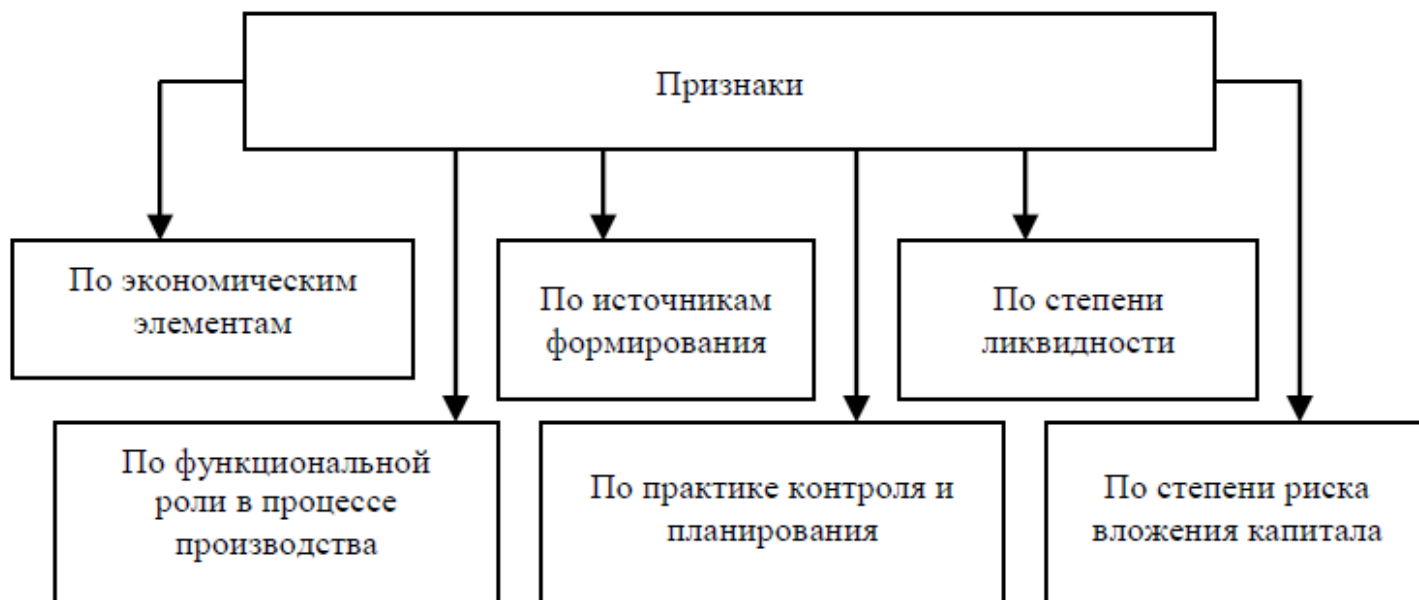 Признаки
По экономическим
элементам
По источникам
формирования
По степени
ликвидности
По функциональной
роли в процессе
производства
По практике контроля и
планирования
По степени риска
вложения капитала